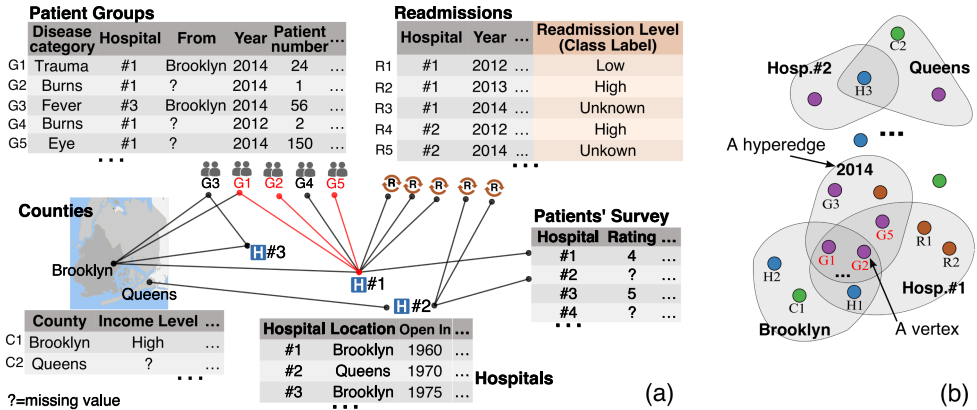 Patient Groups
Disease category Hospital From Year Patient number ...
G1 Trauma #1 Brooklyn 2014 24 ...
G2 Burns #1 ? 2014 1 ...
G3 Fever #3 Brooklyn 2014 56 ...
G4 Burns #1 ? 2012 2 ...
G5 Eye #1 ? 2014 150 ...
...
Readmissions
Hospital Year ... Readmission Level (Class Label)
R1 #1 2012 ... Low
R2 #1 2013 ... High
R3 #1 2014 ... Unknown
R4 #2 2012 ... High
R5 #2 2014 ... Unkown
...
G3 G1 G2 G4 G5
R R R R R
Counties
Brooklyn
Queens
H #3
H #1
H #2
Patients' Survey
Hospital Rating ...
#1 4 ...
#2 ? ...
#3 5 ...
#4 ? ...
...
County Income Level ...
C1 Brooklyn High ...
C2 Queens ? ...
...
?=missing value
Hospital Location Open In ...
#1 Brooklyn 1960 ...
#2 Queens 1970 ...
#3 Brooklyn 1975 ...
...
Hospitals
(a)
C2
Hosp.#2
Queens
H3
...
A hyperedge
2014
G3
G5
R1
G1
G2
R2
H2
...
Hosp.#1
C1
H1
Brooklyn
A vertex
(b)